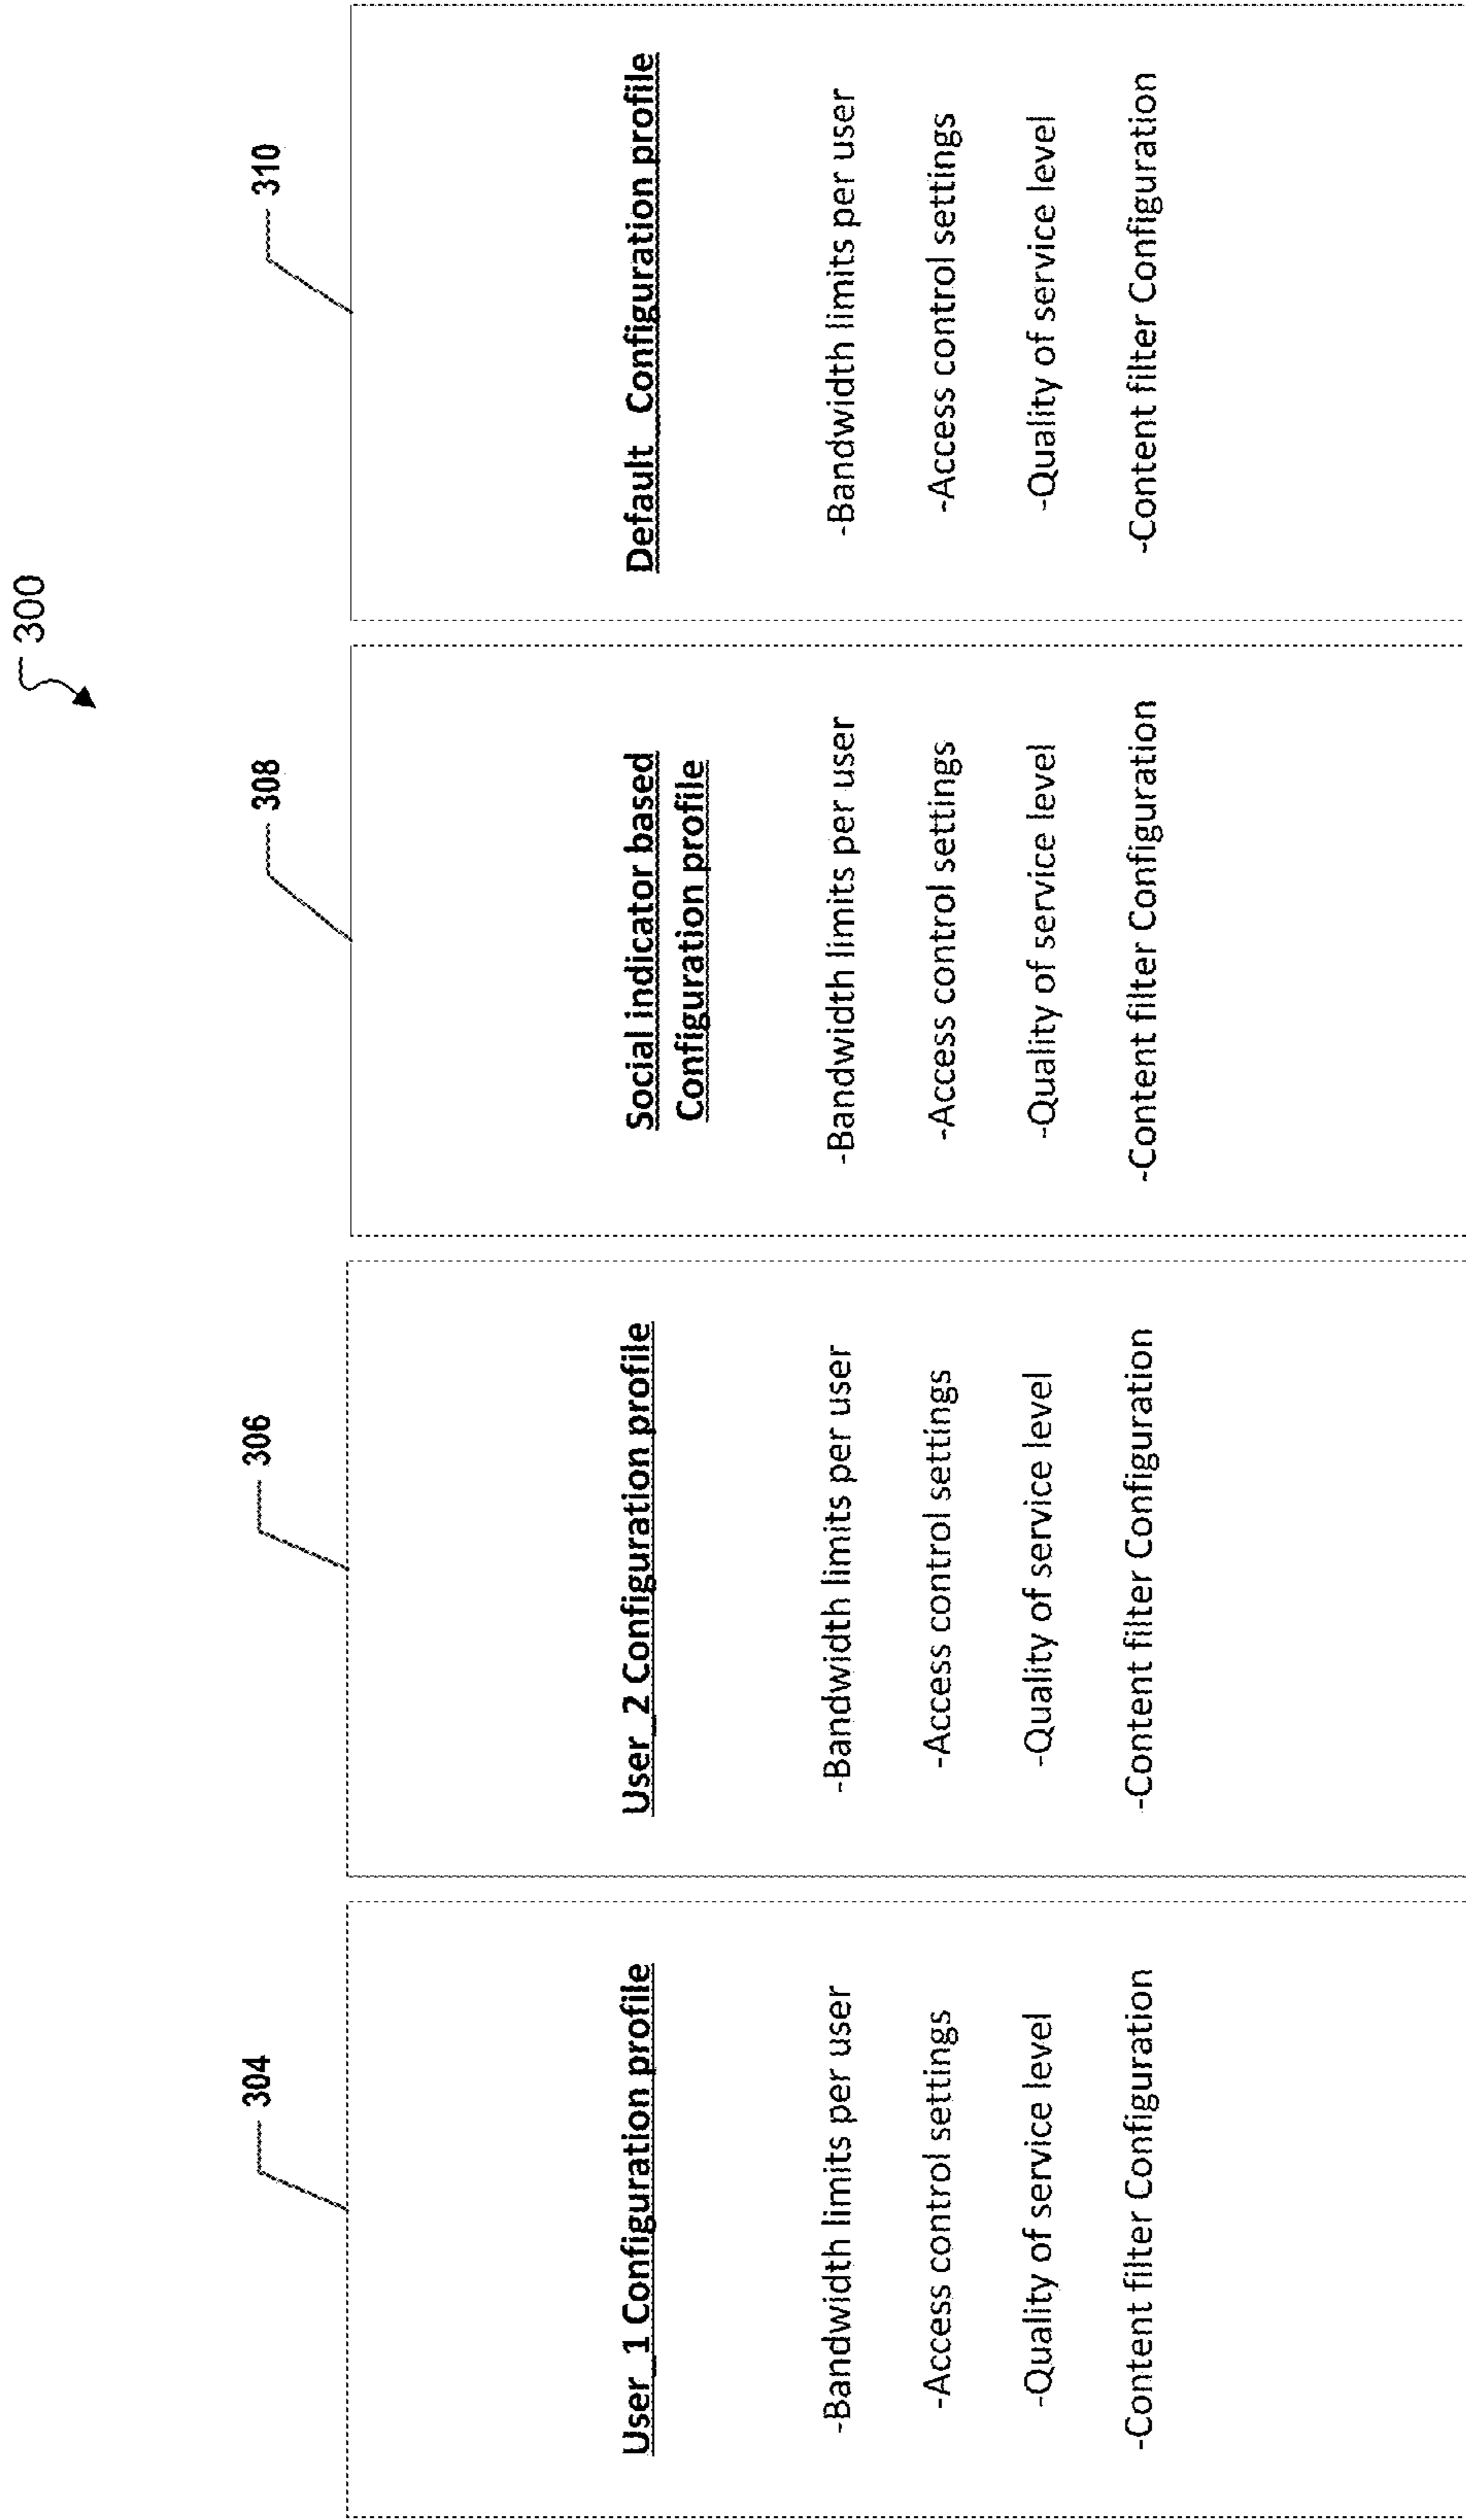 300
304
User_1 Configuration profile
-Bandwidth limits per user
-Access control settings
-Quality of service level
-Content filter Configuration
306
User_2 Configuration profile
-Bandwidth limits per user
-Access control settings
-Quality of service level
-Content filter Configuration
308
Social indicator based
Configuration profile
-Bandwidth limits per user
-Access control settings
-Quality of service level
-Content filter Configuration
310
Default Configuration profile
-Bandwidth limits per user
-Access control settings
-Quality of service level
-Content filter Configuration